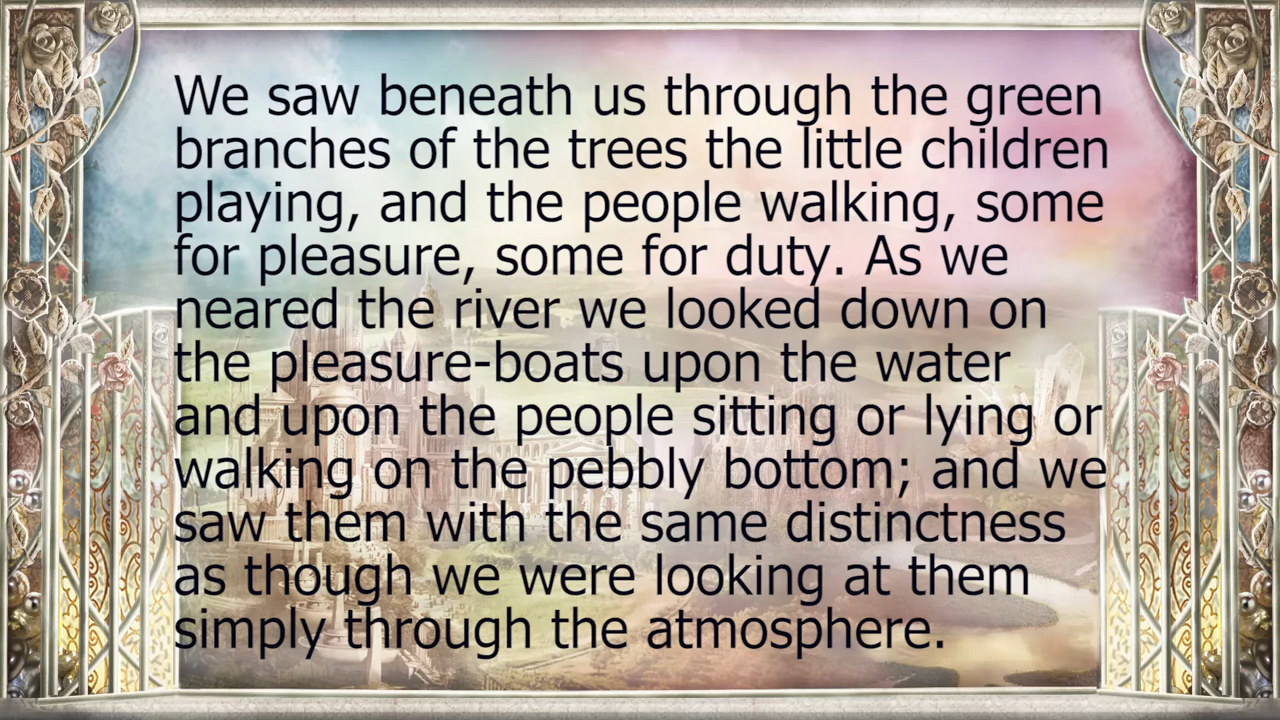 We saw beneath us through the green
branches of the trees the little children
playing, and the people walking, some
for pleasure, some for duty. As we
neared the river we looked down on
the pleasure-boats upon the water
and upon the people sitting or lying or
walking on the pebbly bottom; and we
saw them with the same distinctness
as though we were looking at them
simply through the atmosphere.